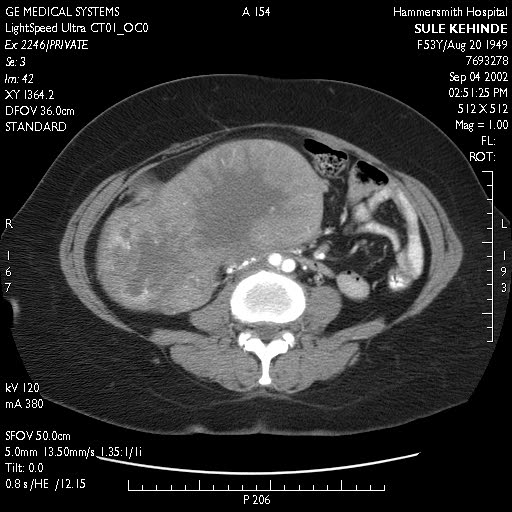 GE MEDICAL SYSTEMS
LightSpeed Ultra CT01_OC0
Ex: 2246/PRIVATE
Se: 3
Im: 42
XY 1364.2
DFOV 36.0cm
STANDARD
A 154
Hammersmith Hospital
SULE KEHINDE
F53Y/Aug 20 1949
7693278
Sep 04 2002
02:51:25 PM
512 X 512
Mag = 1.00
FL:
ROT:
R
I
6
7
L
I
9
3
kV 120
mA 380
SFOV 50.0cm
5.0mm 13.50mm/s 1.35:1/1i
Tilt: 0.0
0.8 s/HE /12.15
P 206